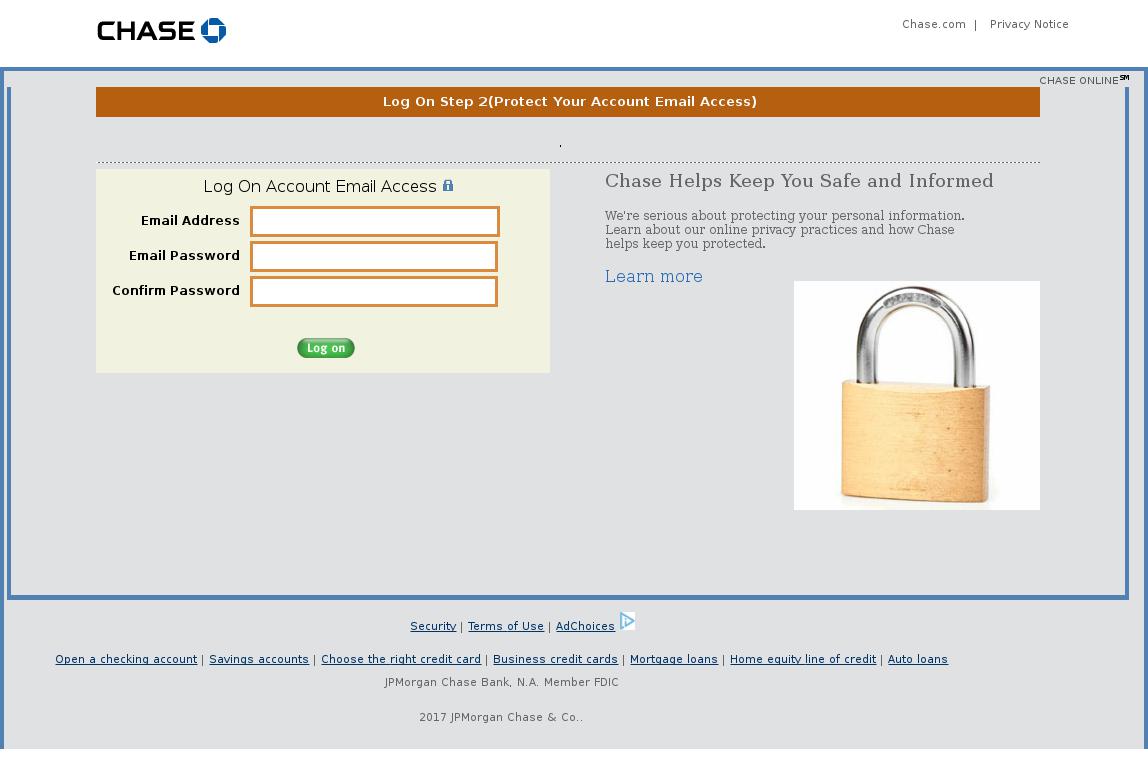 CHASE
Chase.com | Privacy Notice
CHASE ONLINE℠
Log On Step 2(Protect Your Account Email Access)
.
Log On Account Email Access
Email Address
Email Password
Confirm Password
Log on
Chase Helps Keep You Safe and Informed
We're serious about protecting your personal information.
Learn about our online privacy practices and how Chase
helps keep you protected.
Learn more
Security | Terms of Use | AdChoices
Open a checking account | Savings accounts | Choose the right credit card | Business credit cards | Mortgage loans | Home equity line of credit | Auto loans
JPMorgan Chase Bank, N.A. Member FDIC
2017 JPMorgan Chase & Co..